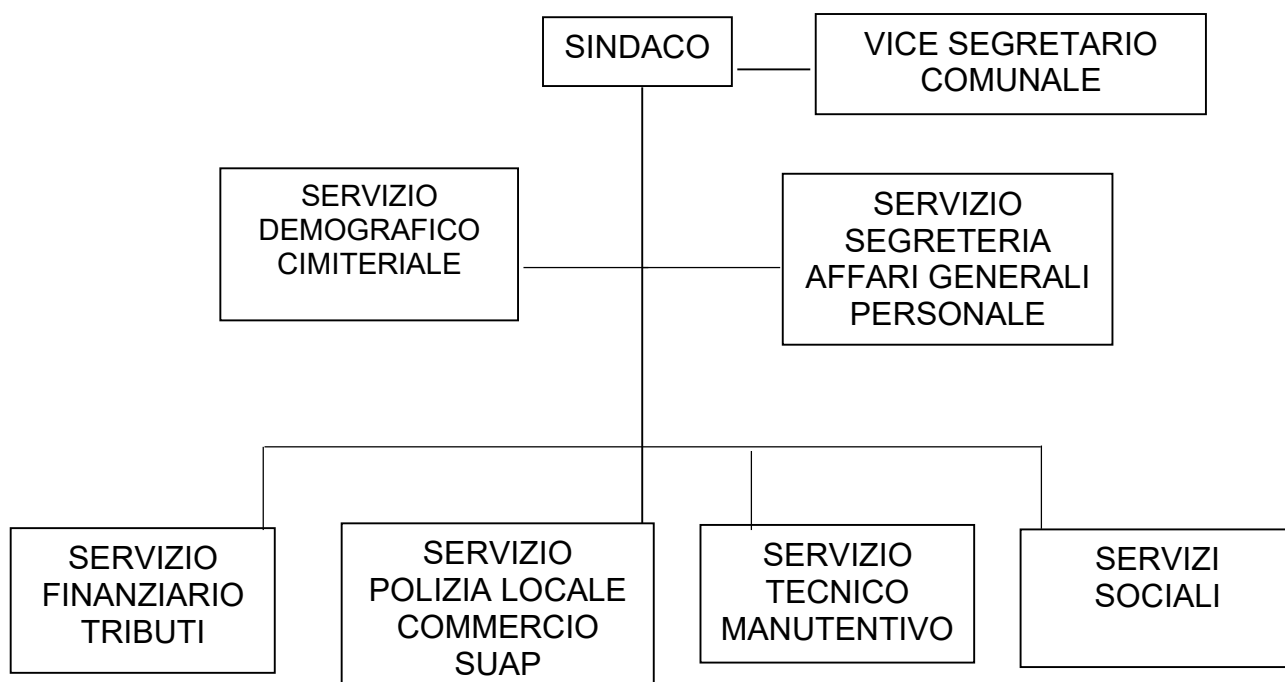 SINDACO
VICE SEGRETARIO
COMUNALE
SERVIZIO
DEMOGRAFICO
CIMITERIALE
SERVIZIO
SEGRETERIA
AFFARI GENERALI
PERSONALE
SERVIZIO
FINANZIARIO
TRIBUTI
SERVIZIO
POLIZIA LOCALE
COMMERCIO
SUAP
SERVIZIO
TECNICO
MANUTENTIVO
SERVIZI
SOCIALI